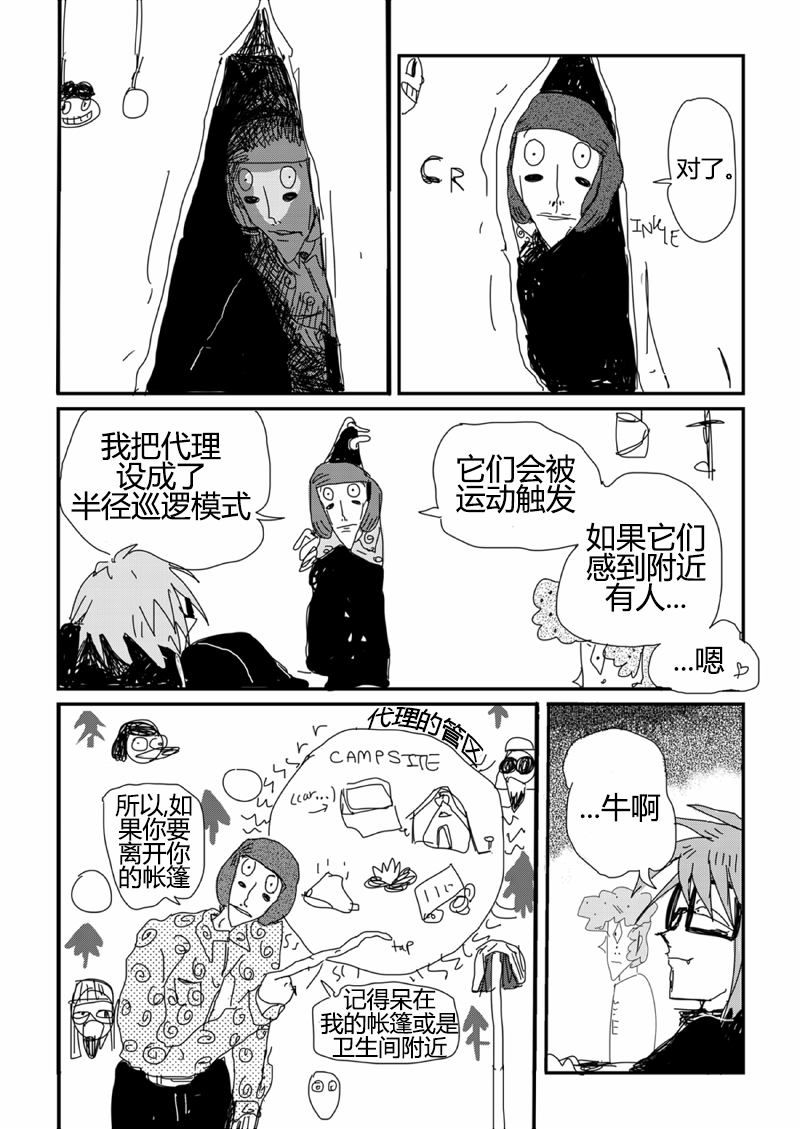 CR
INKLE
对了。
我把代理
设成了
半径巡逻模式
它们会被
运动触发
如果它们
感到附近
有人...
...嗯
代理的管区
CAMPSITE
(car...)
所以,如
果你要
离开你
的帐篷
tap
记得呆在
我的帐篷或是
卫生间附近
...牛啊